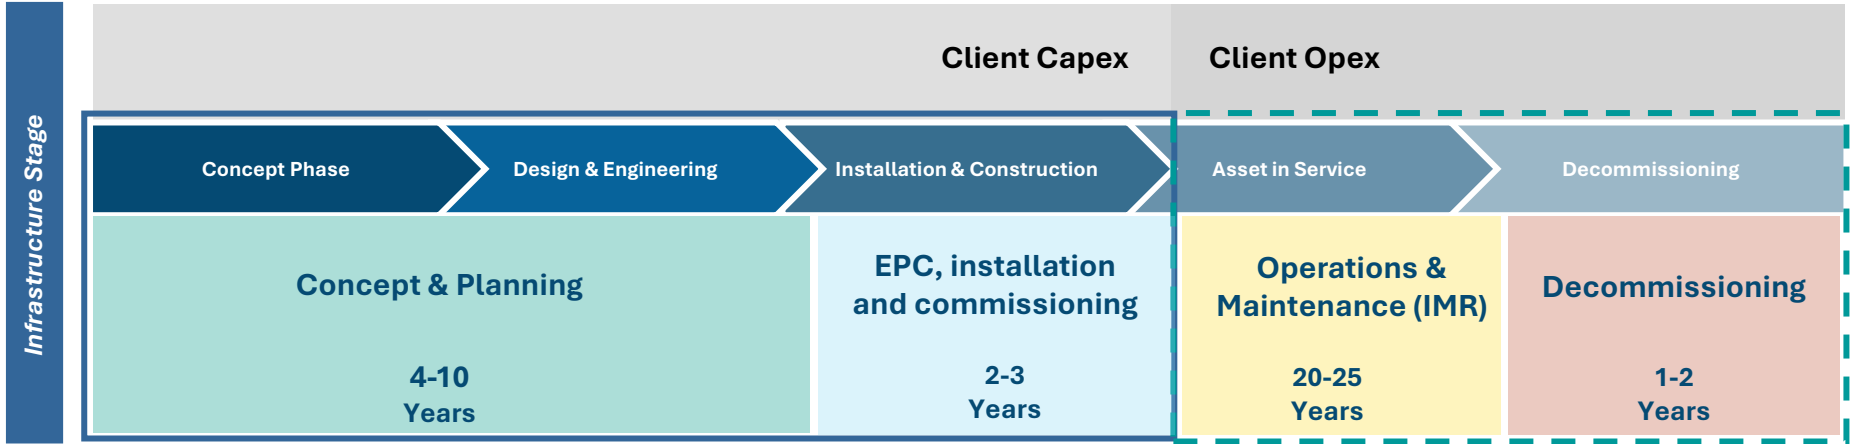 Infrastructure Stage
Client Capex
Client Opex
Concept Phase
Design & Engineering
Installation & Construction
Asset in Service
Decommissioning
Concept & Planning
4-10
Years
EPC, installation
and commissioning
2-3
Years
Operations &
Maintenance (IMR)
20-25
Years
Decommissioning
1-2
Years